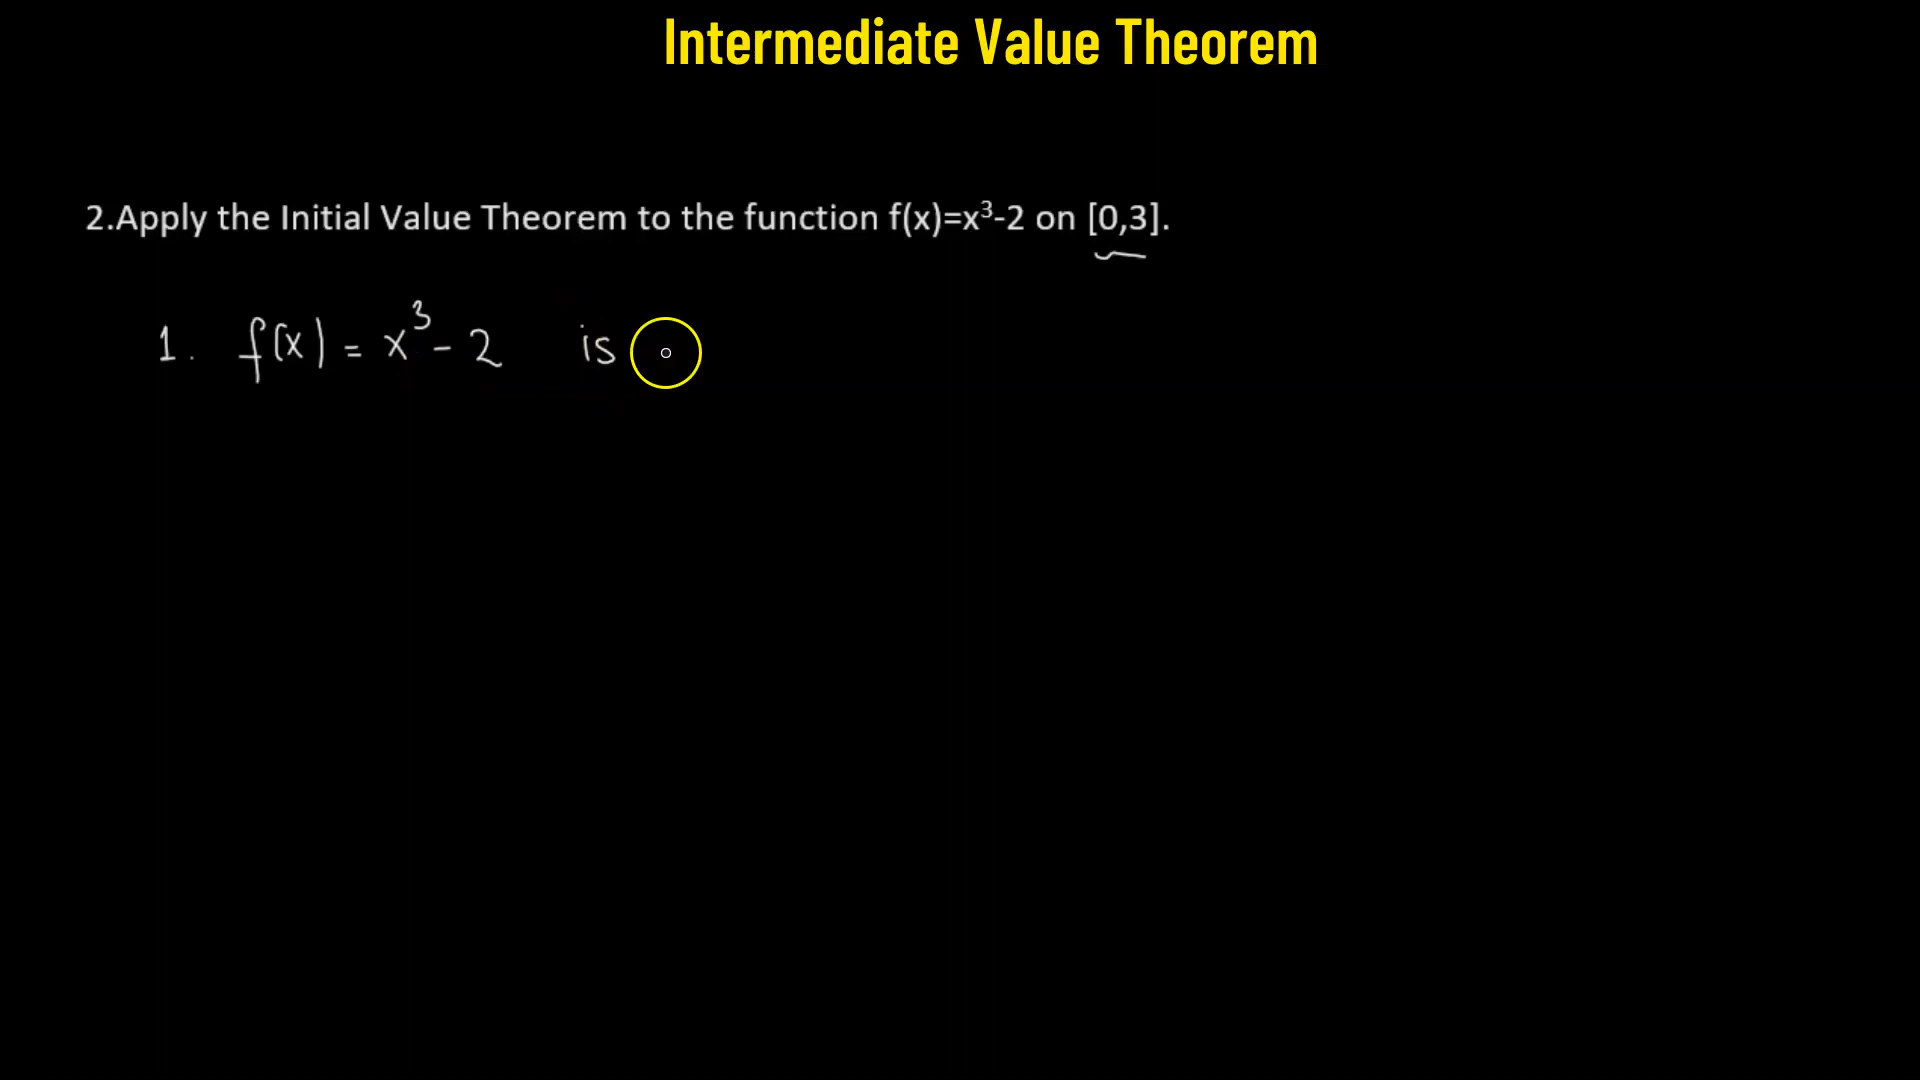 Intermediate Value Theorem
2.Apply the Initial Value Theorem to the function f(x)=x³-2 on [0,3].
1. f(x) = x³ - 2 is